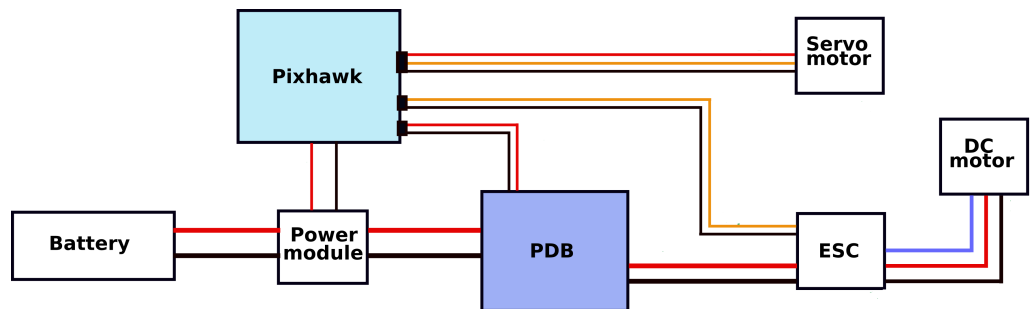 Pixhawk
Servo
motor
DC
motor
Battery
Power
module
PDB
ESC